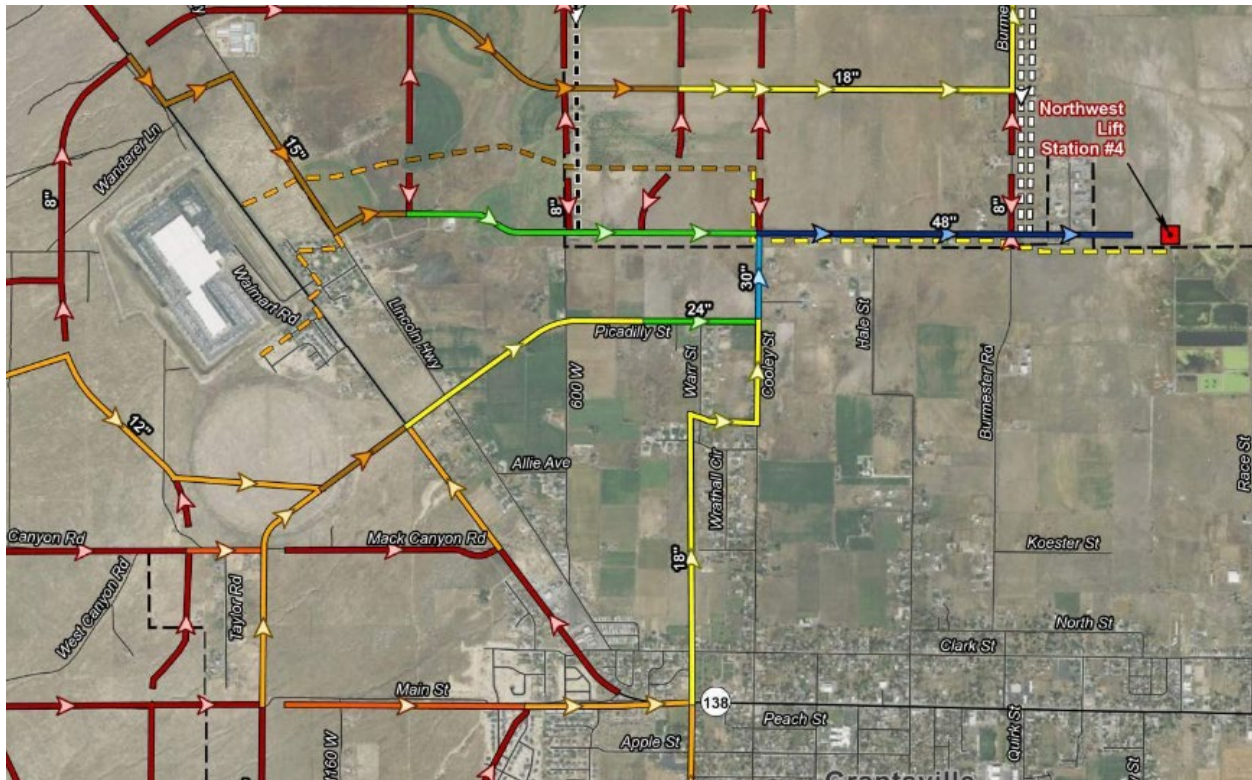 Burme
18"
Northwest
Lift
Station #4
Wanderer Ln
15"
8"
8"
8"
48"
30"
Walmart Rd
Lincoln Hwy
24"
Picadilly St
Warr St
Cooley St
Hale St
600 W
Burmester Rd
Race St
12"
Allie Ave
Wrathall Cir
Canyon Rd
Mack Canyon Rd
18"
Koester St
West Canyon Rd
Taylor Rd
North St
Clark St
Main St
138
Peach St
Apple St
Quirk St
1160 W
Grantsville